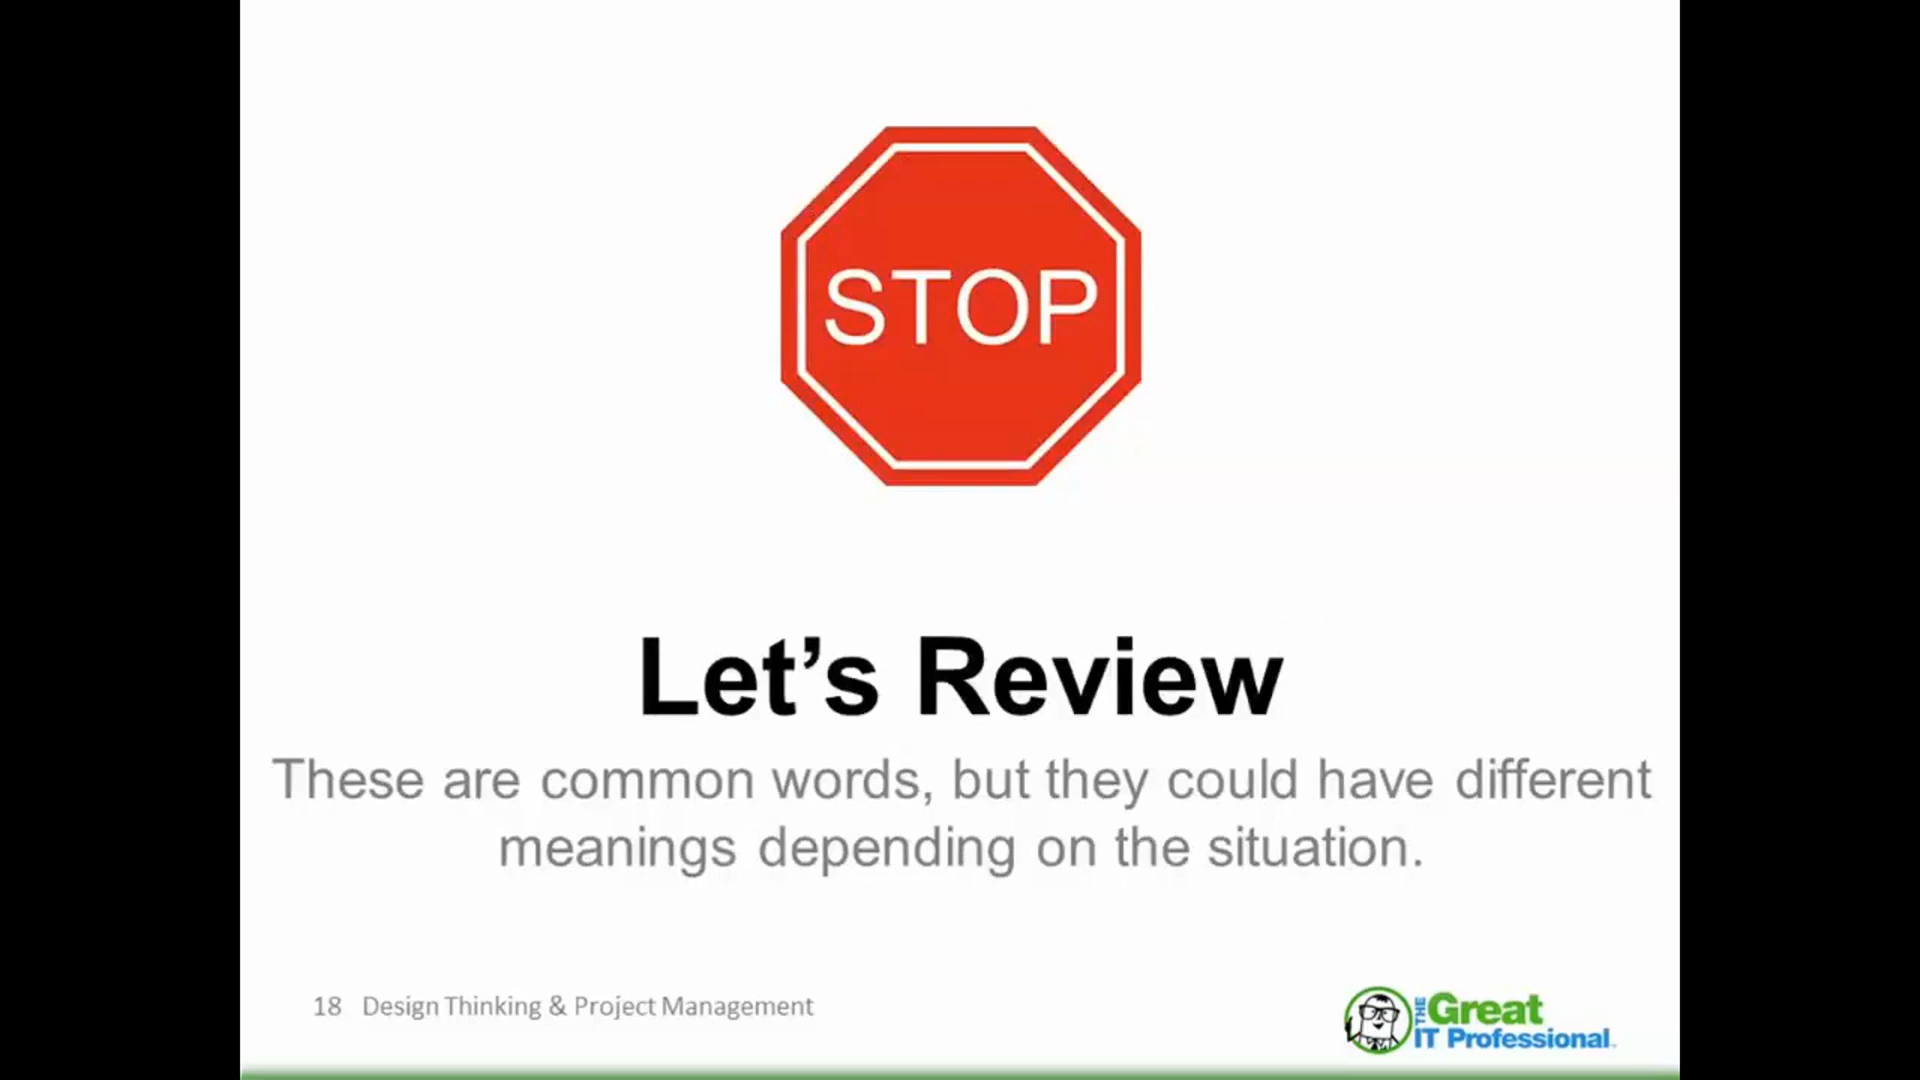 STOP
Let's Review
These are common words, but they could have different
meanings depending on the situation.
18 Design Thinking & Project Management
THE Great
IT Professional